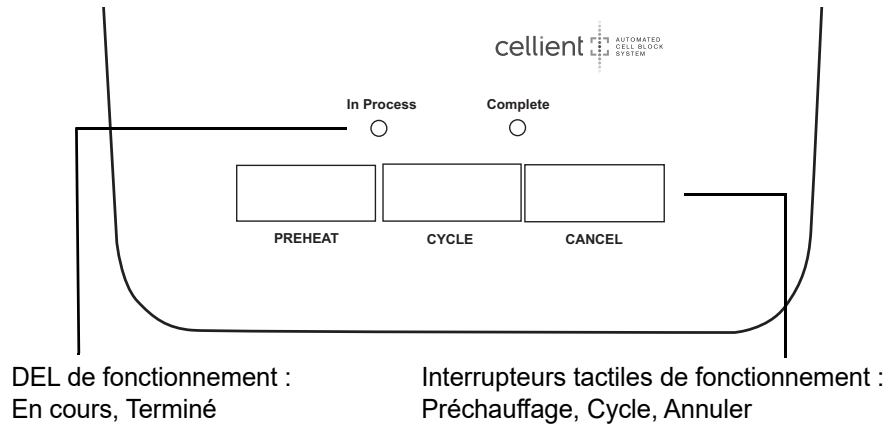 cellient
AUTOMATED
CELL BLOCK
SYSTEM
In Process Complete
PREHEAT CYCLE CANCEL
DEL de fonctionnement :
En cours, Terminé
Interrupteurs tactiles de fonctionnement :
Préchauffage, Cycle, Annuler